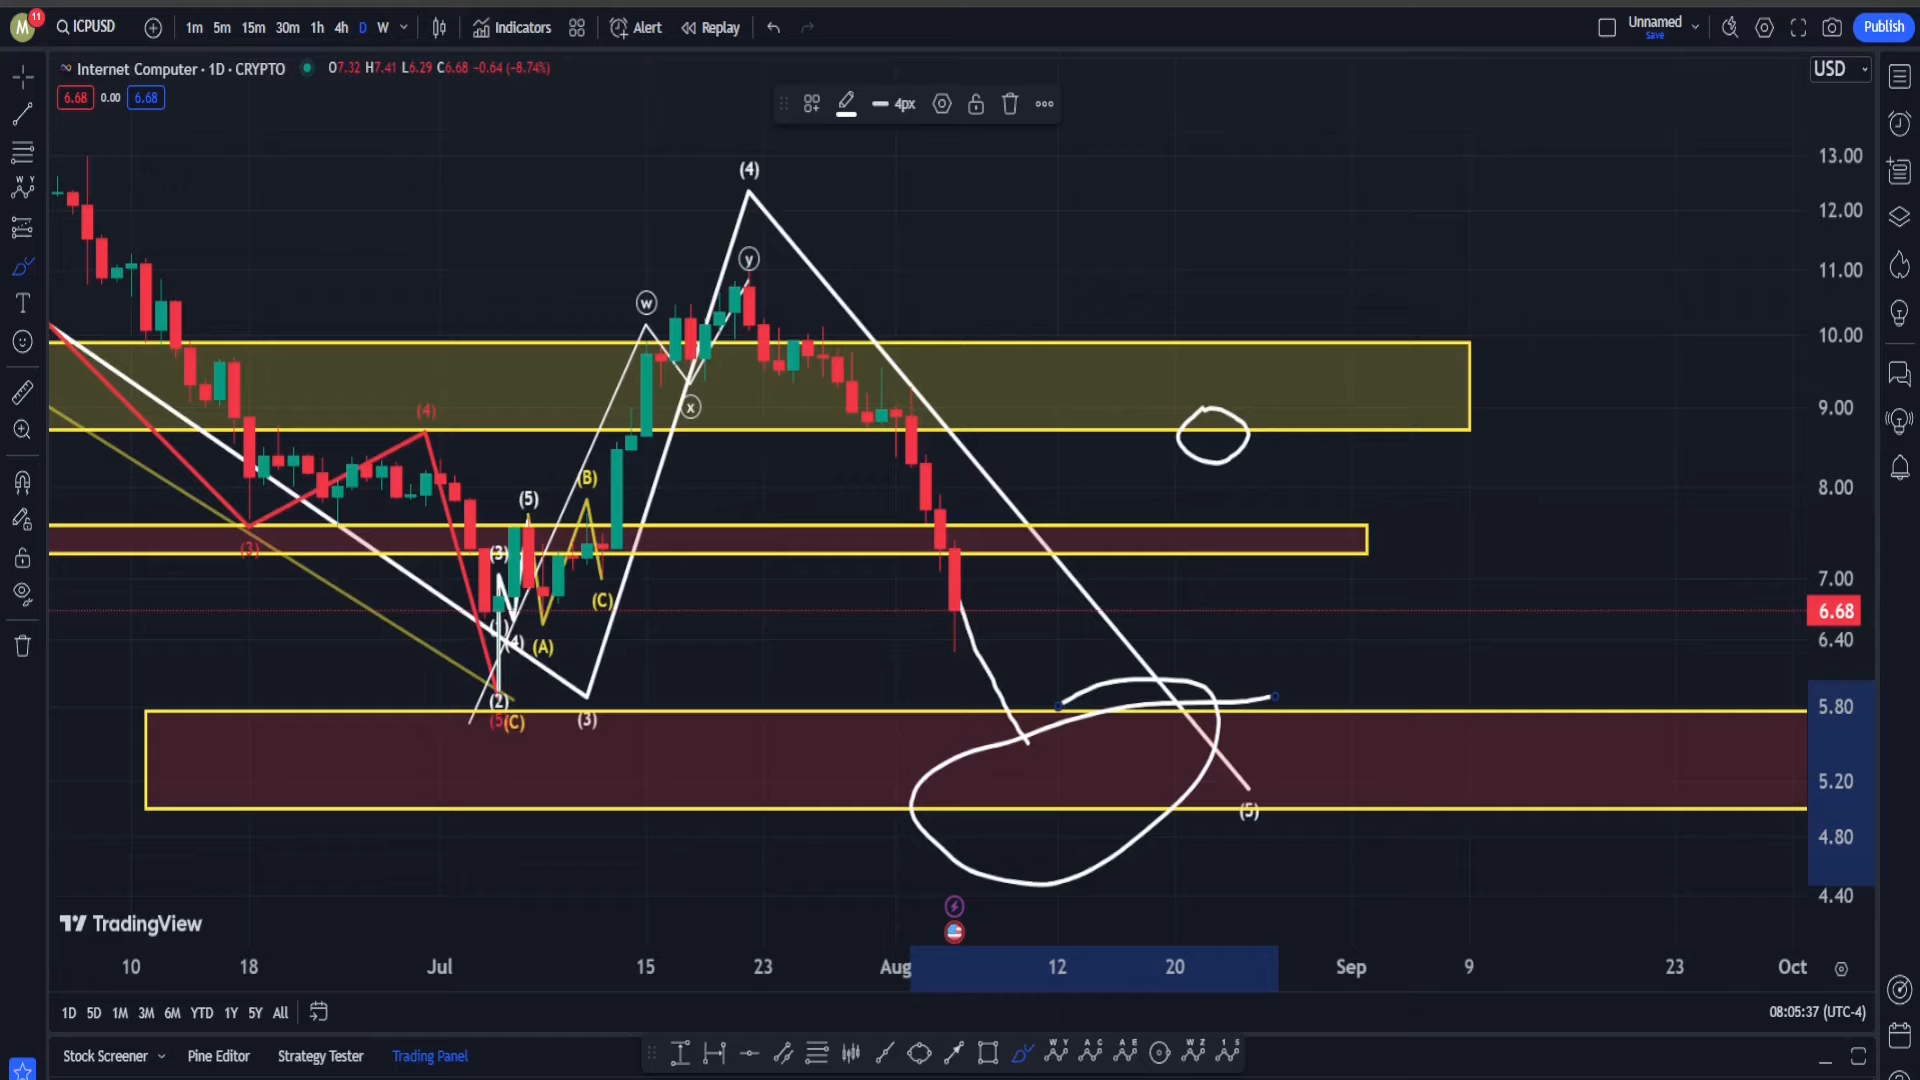 M 11 ICPUSD 1m 5m 15m 30m 1h 4h D W Indicators Alert Replay Unnamed Save Publish
Internet Computer · 1D · CRYPTO O7.32 H7.41 L6.29 C6.68 -0.64 (-8.74%) USD
6.68 0.00 6.68
4px
13.00
(4)
12.00
y
11.00
w
10.00
x
9.00
(4)
(B)
8.00
(5)
(3)
(3)
7.00
(C)
6.68
(4)
(A)
6.40
(2)
5.80
(5(C)
(3)
5.20
(5)
4.80
4.40
TradingView
10 18 Jul 15 23 Aug 12 20 Sep 9 23 Oct
1D 5D 1M 3M 6M YTD 1Y 5Y All 08:05:37 (UTC-4)
Stock Screener Pine Editor Strategy Tester Trading Panel